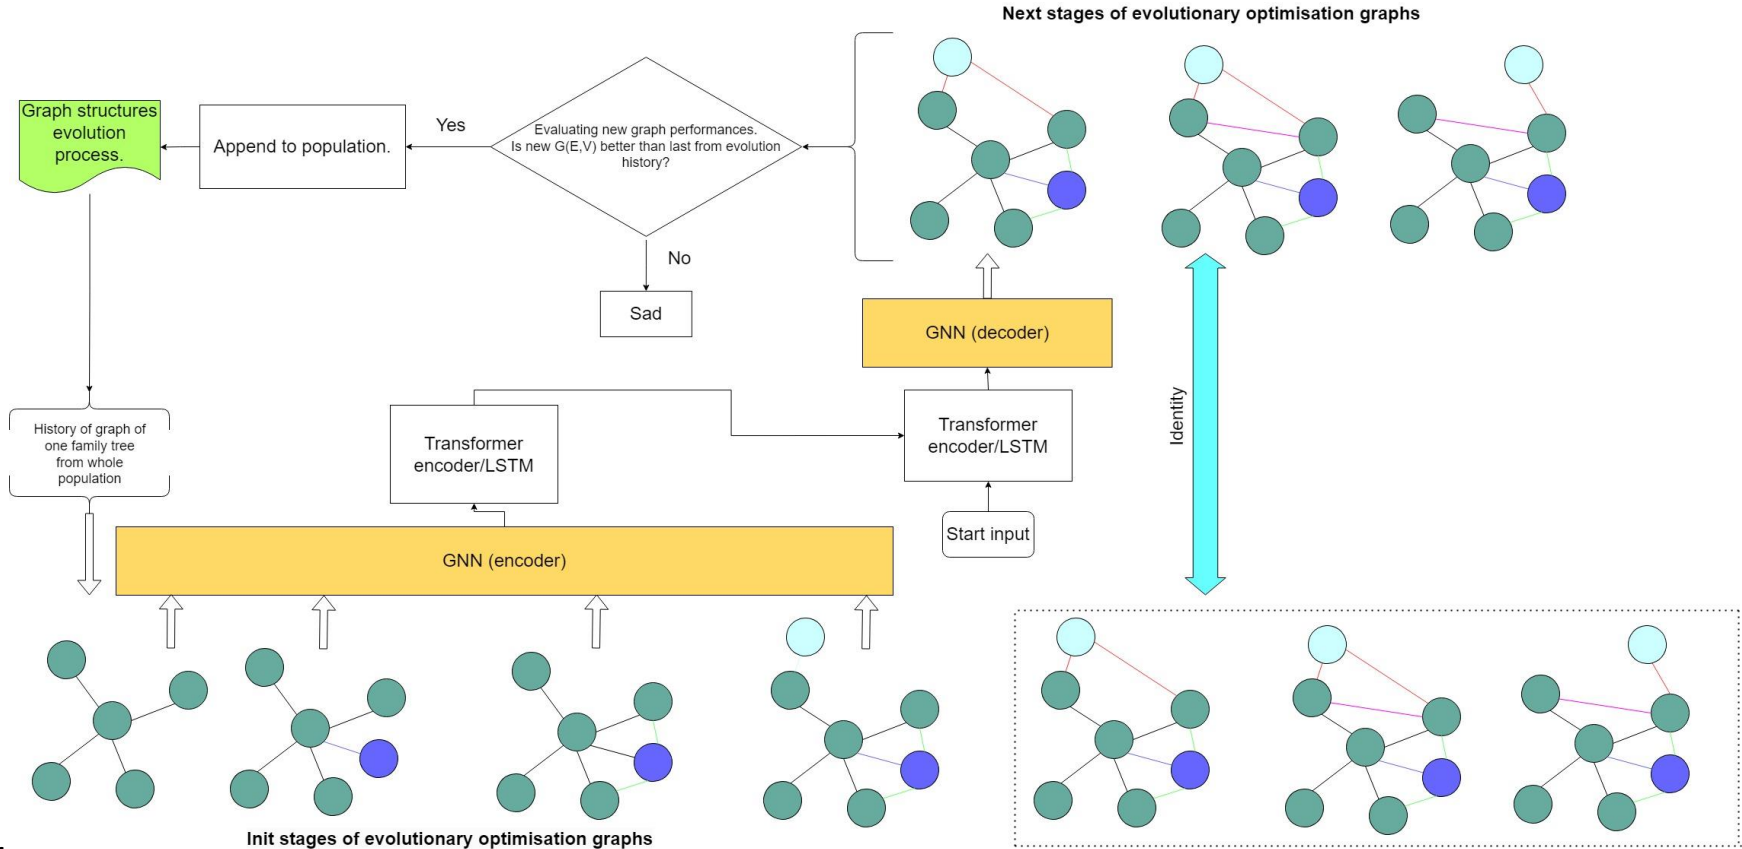 Next stages of evolutionary optimisation graphs
Graph structures
evolution
process.
Append to population.
Yes
Evaluating new graph performances.
Is new G(E,V) better than last from evolution
history?
No
Sad
GNN (decoder)
Transformer
encoder/LSTM
Transformer
encoder/LSTM
Identity
History of graph of
one family tree
from whole
population
Start input
GNN (encoder)
Init stages of evolutionary optimisation graphs